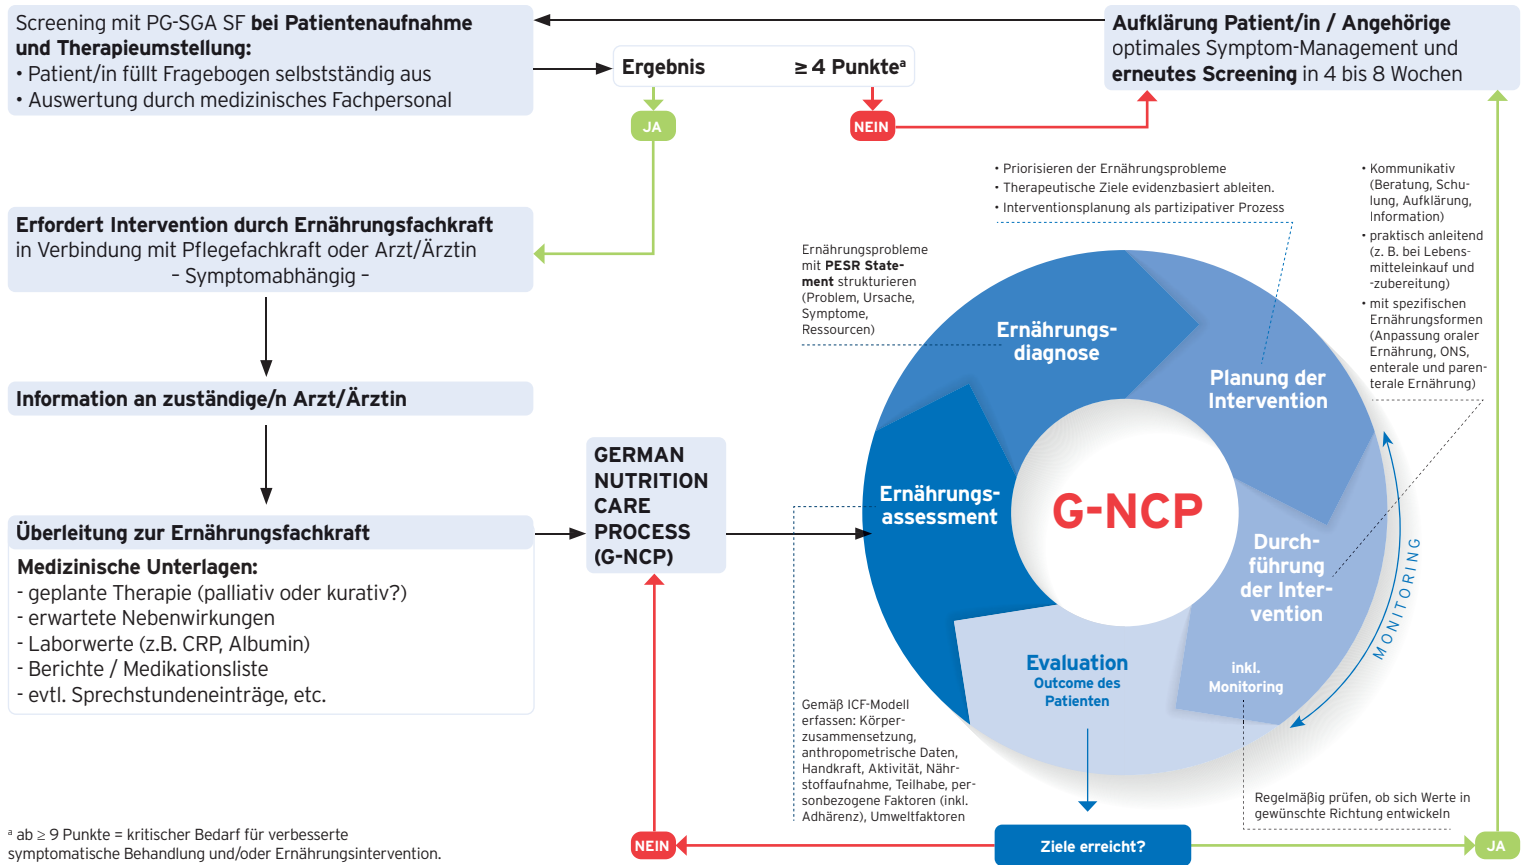 Screening mit PG-SGA SF bei Patientenaufnahme
und Therapieumstellung:
• Patient/in füllt Fragebogen selbstständig aus
• Auswertung durch medizinisches Fachpersonal
Ergebnis ≥ 4 Punkteᵃ
JA
NEIN
Aufklärung Patient/in / Angehörige
optimales Symptom-Management und
erneutes Screening in 4 bis 8 Wochen
Erfordert Intervention durch Ernährungsfachkraft
in Verbindung mit Pflegefachkraft oder Arzt/Ärztin
– Symptomabhängig –
Information an zuständige/n Arzt/Ärztin
Überleitung zur Ernährungsfachkraft
Medizinische Unterlagen:
- geplante Therapie (palliativ oder kurativ?)
- erwartete Nebenwirkungen
- Laborwerte (z.B. CRP, Albumin)
- Berichte / Medikationsliste
- evtl. Sprechstundeneinträge, etc.
GERMAN
NUTRITION
CARE
PROCESS
(G-NCP)
Ernährungsprobleme
mit PESR State-
ment strukturieren
(Problem, Ursache,
Symptome,
Ressourcen)
• Priorisieren der Ernährungsprobleme
• Therapeutische Ziele evidenzbasiert ableiten.
• Interventionsplanung als partizipativer Prozess
• Kommunikativ
(Beratung, Schu-
lung, Aufklärung,
Information)
• praktisch anleitend
(z. B. bei Lebens-
mitteleinkauf und
-zubereitung)
• mit spezifischen
Ernährungsformen
(Anpassung oraler
Ernährung, ONS,
enterale und paren-
terale Ernährung)
Ernährungs-
diagnose
Planung der
Intervention
Ernährungs-
assessment
G-NCP
Durch-
führung
der Inter-
vention
inkl.
Monitoring
MONITORING
Evaluation
Outcome des
Patienten
Gemäß ICF-Modell
erfassen: Körper-
zusammensetzung,
anthropometrische Daten,
Handkraft, Aktivität, Nähr-
stoffaufnahme, Teilhabe, per-
sonbezogene Faktoren (inkl.
Adhärenz), Umweltfaktoren
Regelmäßig prüfen, ob sich Werte in
gewünschte Richtung entwickeln
NEIN
Ziele erreicht?
JA
ᵃ ab ≥ 9 Punkte = kritischer Bedarf für verbesserte
symptomatische Behandlung und/oder Ernährungsintervention.